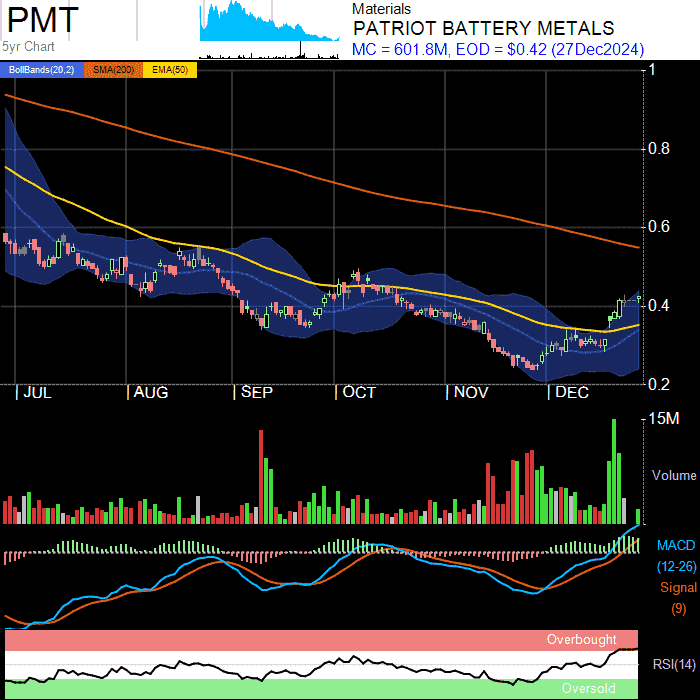 PMT
5yr Chart
Materials
PATRIOT BATTERY METALS
MC = 601.8M, EOD = $0.42 (27Dec2024)
BollBands(20,2) SMA(200) EMA(50)
1
0.8
0.6
0.4
0.2
JUL AUG SEP OCT NOV DEC
15M
Volume
MACD
(12-26)
Signal
(9)
Overbought
RSI(14)
Oversold